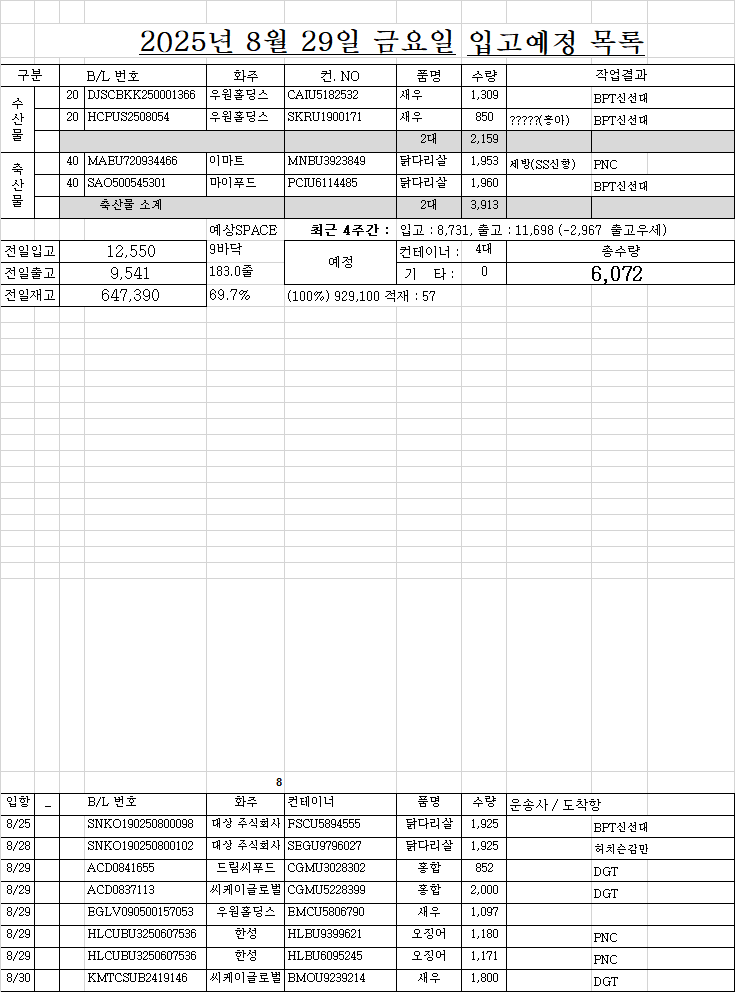 2025년 8월 29일 금요일 입고예정 목록
구분 B/L 번호 화주 컨. NO 품명 수량 작업결과
수산물
20 DJSCBKK250001366 우원홀딩스 CAIU5182532 새우 1,309 BPT신선대
20 HCPUS2508054 우원홀딩스 SKRU1900171 새우 850 ?????(흥아) BPT신선대
2대 2,159
축산물
40 MAEU720934466 이마트 MNBU3923849 닭다리살 1,953 세방(SS신항) PNC
40 SAO500545301 마이푸드 PCIU6114485 닭다리살 1,960 BPT신선대
축산물 소계 2대 3,913
예상SPACE 최근 4주간 : 입고 : 8,731, 출고 : 11,698 (-2,967 출고우세)
전일입고 12,550 9바닥 예정 컨테이너 : 4대 총수량
전일출고 9,541 183.0줄 기 타 : 0 6,072
전일재고 647,390 69.7% (100%) 929,100 적재 : 57
8
입항 _ B/L 번호 화주 컨테이너 품명 수량 운송사 / 도착항
8/25 SNKO190250800098 대상 주식회사 FSCU5894555 닭다리살 1,925 BPT신선대
8/28 SNKO190250800102 대상 주식회사 SEGU9796027 닭다리살 1,925 허치슨감만
8/29 ACD0841655 드림씨푸드 CGMU3028302 홍합 852 DGT
8/29 ACD0837113 씨케이글로벌 CGMU5228399 홍합 2,000 DGT
8/29 EGLV090500157053 우원홀딩스 EMCU5806790 새우 1,097
8/29 HLCUBU3250607536 한성 HLBU9399621 오징어 1,180 PNC
8/29 HLCUBU3250607536 한성 HLBU6095245 오징어 1,171 PNC
8/30 KMTCSUB2419146 씨케이글로벌 BMOU9239214 새우 1,800 DGT